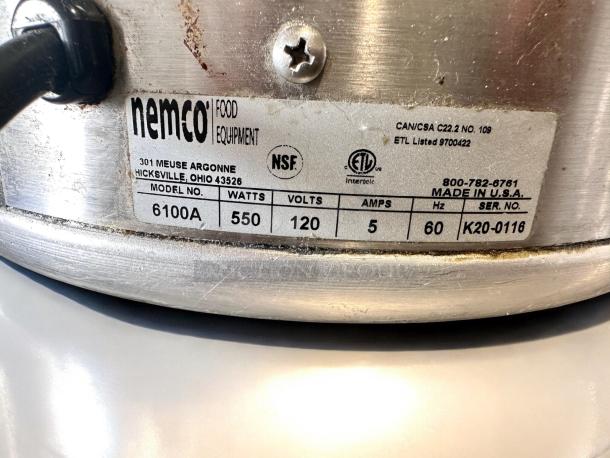 nemco® FOOD EQUIPMENT
301 MEUSE ARGONNE
HICKSVILLE, OHIO 43526
NSF
ETL
Intertek
CAN/CSA C22.2 NO. 109
ETL Listed 9700422
800-782-6761
MADE IN U.S.A.
MODEL NO. WATTS VOLTS AMPS Hz SER. NO.
6100A 550 120 5 60 K20-0116